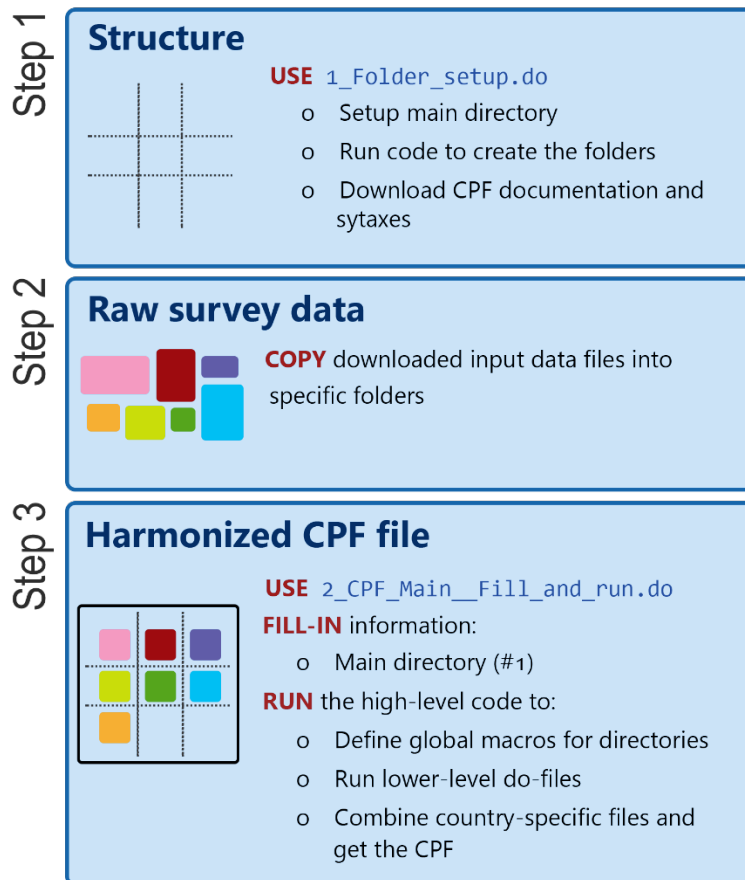 Step 1
Structure
USE 1_Folder_setup.do
o Setup main directory
o Run code to create the folders
o Download CPF documentation and
sytaxes
Step 2
Raw survey data
COPY downloaded input data files into
specific folders
Step 3
Harmonized CPF file
USE 2_CPF_Main__Fill_and_run.do
FILL-IN information:
o Main directory (#1)
RUN the high-level code to:
o Define global macros for directories
o Run lower-level do-files
o Combine country-specific files and
get the CPF